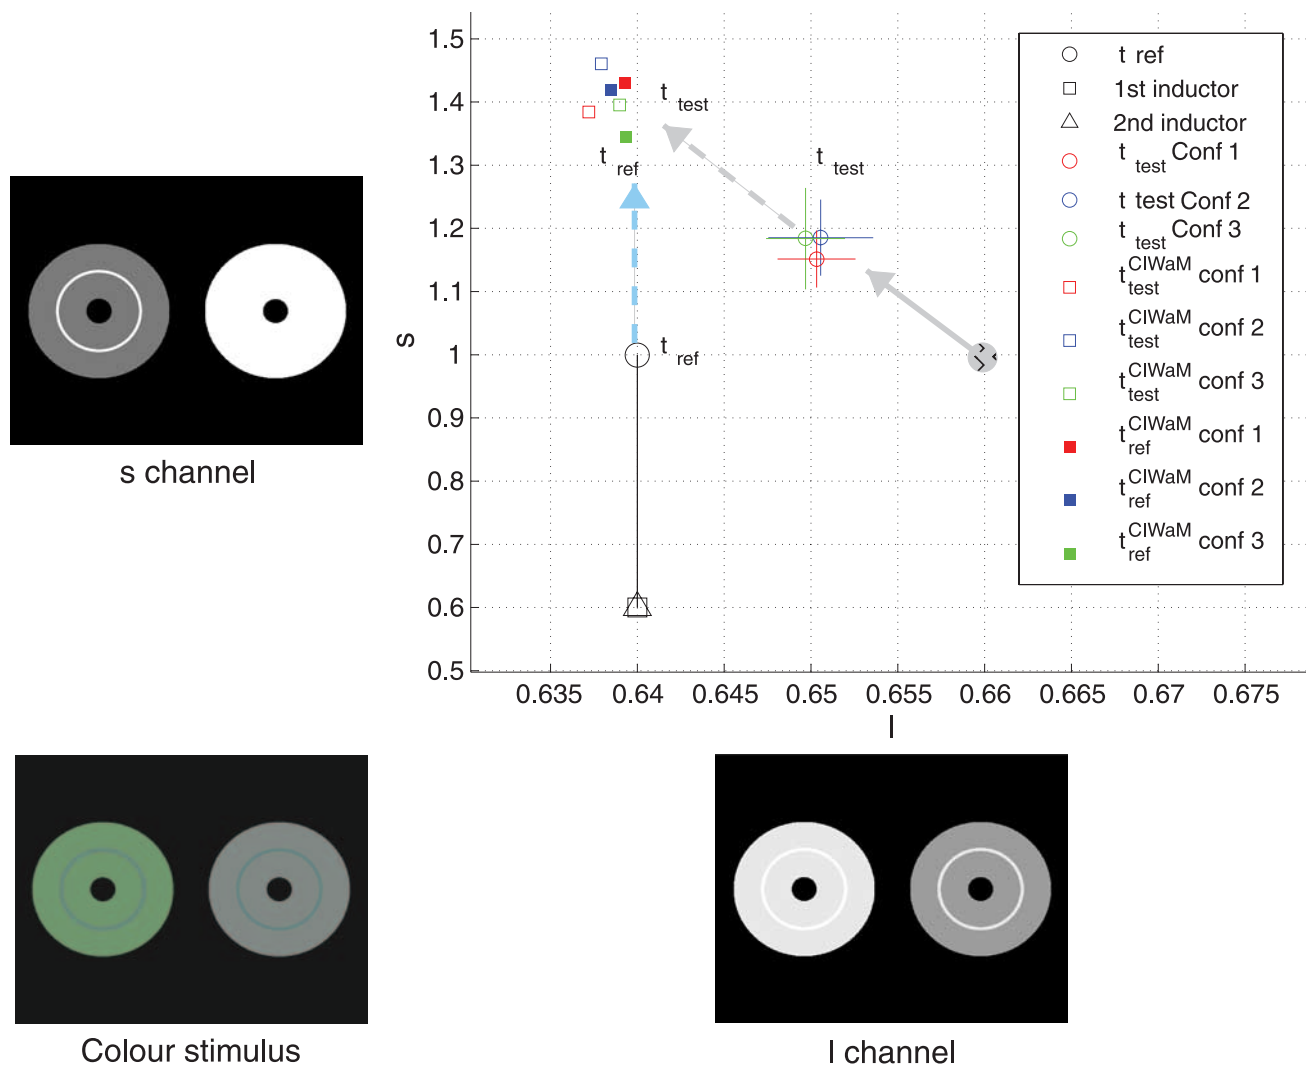 1.5
1.4
1.3
1.2
1.1
1
0.9
0.8
0.7
0.6
0.5
s
0.635 0.64 0.645 0.65 0.655 0.66 0.665 0.67 0.675
l
t test
t ref
t test
t ref
t ref
1st inductor
2nd inductor
t test Conf 1
t test Conf 2
t test Conf 3
t CIWaM test conf 1
t CIWaM test conf 2
t CIWaM test conf 3
t CIWaM ref conf 1
t CIWaM ref conf 2
t CIWaM ref conf 3
s channel
Colour stimulus
l channel